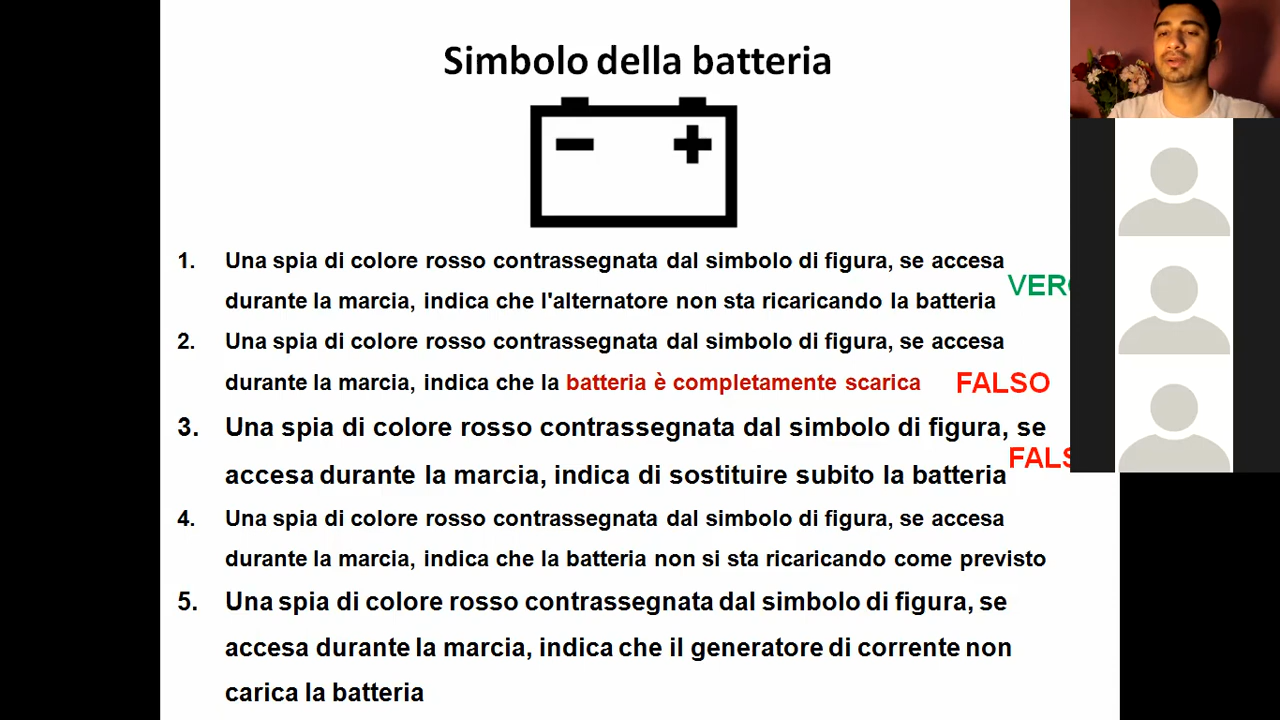 Simbolo della batteria
1. Una spia di colore rosso contrassegnata dal simbolo di figura, se accesa
durante la marcia, indica che l'alternatore non sta ricaricando la batteria
VERO
2. Una spia di colore rosso contrassegnata dal simbolo di figura, se accesa
durante la marcia, indica che la batteria è completamente scarica FALSO
3. Una spia di colore rosso contrassegnata dal simbolo di figura, se
accesa durante la marcia, indica di sostituire subito la batteria
FALS
4. Una spia di colore rosso contrassegnata dal simbolo di figura, se accesa
durante la marcia, indica che la batteria non si sta ricaricando come previsto
5. Una spia di colore rosso contrassegnata dal simbolo di figura, se
accesa durante la marcia, indica che il generatore di corrente non
carica la batteria